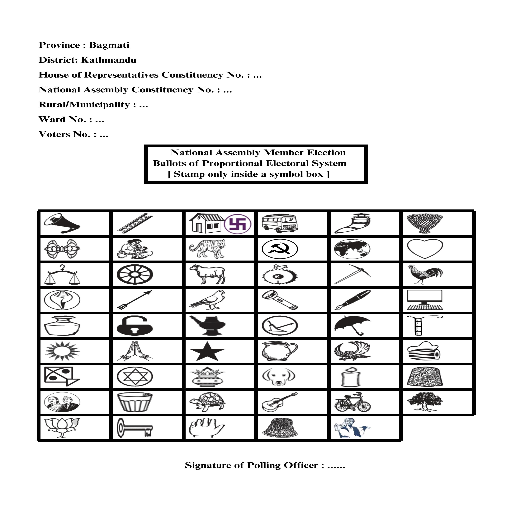 Province : Bagmati
District: Kathmandu
House of Representatives Constituency No. : ...
National Assembly Constituency No. : ...
Rural/Municipality : ...
Ward No. : ...
Voters No. : ...
National Assembly Member Election
Ballots of Proportional Electoral System
[ Stamp only inside a symbol box ]
Signature of Polling Officer : ......